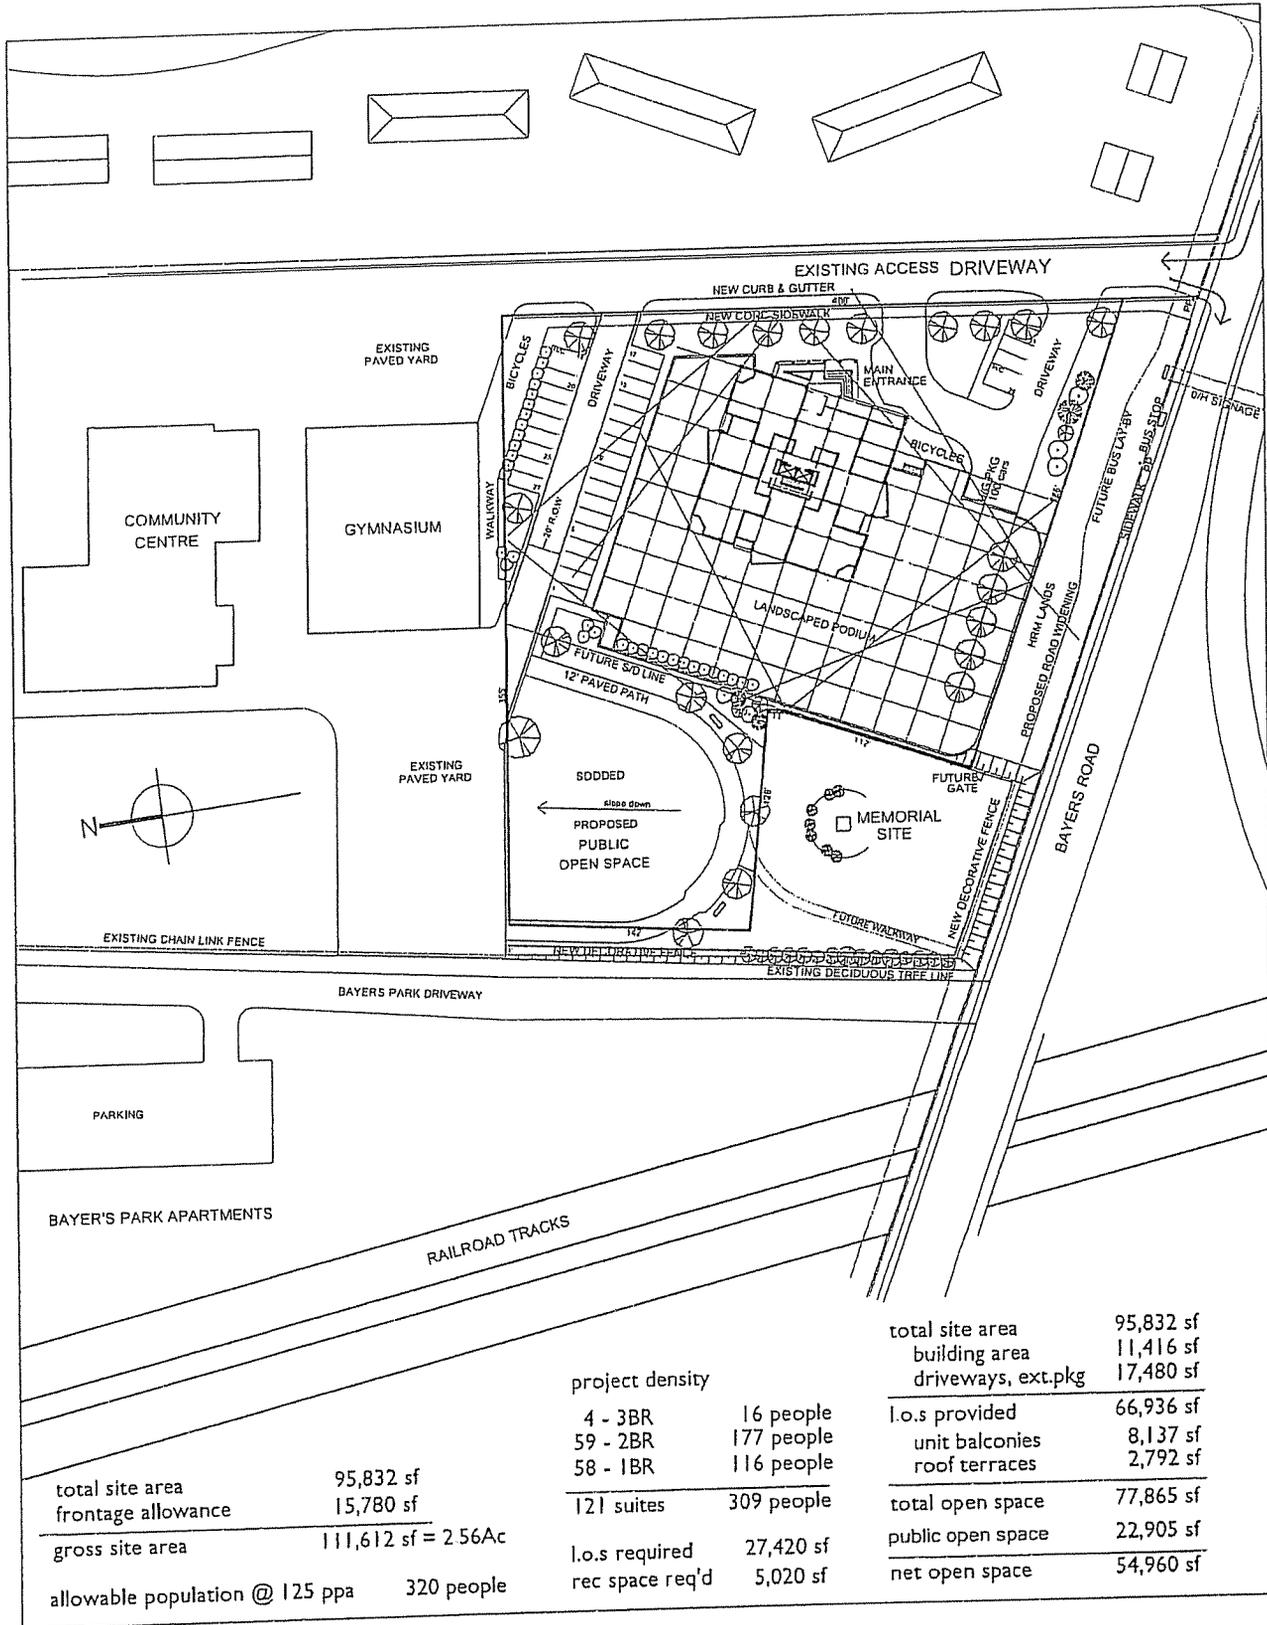 EXISTING ACCESS DRIVEWAY
NEW CURB & GUTTER
400'
NEW CONC SIDEWALK
EXISTING
PAVED YARD
BICYCLES
DRIVEWAY
MAIN
ENTRANCE
DRIVEWAY
O/H SIGNAGE
BICYCLES
U/G PKG
100 cars
FUTURE BUS LAY-BY
SIDEWALK
BUS STOP
COMMUNITY
CENTRE
GYMNASIUM
WALKWAY
20' R.O.W
LANDSCAPED PODIUM
HRM LANDS
PROPOSED ROAD WIDENING
FUTURE S/D LINE
12' PAVED PATH
117'
EXISTING
PAVED YARD
SODDED
slope down
PROPOSED
PUBLIC
OPEN SPACE
FUTURE
GATE
MEMORIAL
SITE
BAYERS ROAD
NEW DECORATIVE FENCE
N
FUTURE WALKWAY
147'
EXISTING CHAIN LINK FENCE
NEW DECORATIVE FENCE
EXISTING DECIDUOUS TREE LINE
BAYERS PARK DRIVEWAY
PARKING
BAYER'S PARK APARTMENTS
RAILROAD TRACKS
total site area 95,832 sf
frontage allowance 15,780 sf
gross site area 111,612 sf = 2.56Ac
allowable population @ 125 ppa 320 people
project density
4 - 3BR 16 people
59 - 2BR 177 people
58 - 1BR 116 people
121 suites 309 people
l.o.s required 27,420 sf
rec space req'd 5,020 sf
total site area 95,832 sf
building area 11,416 sf
driveways, ext.pkg 17,480 sf
l.o.s provided 66,936 sf
unit balconies 8,137 sf
roof terraces 2,792 sf
total open space 77,865 sf
public open space 22,905 sf
net open space 54,960 sf